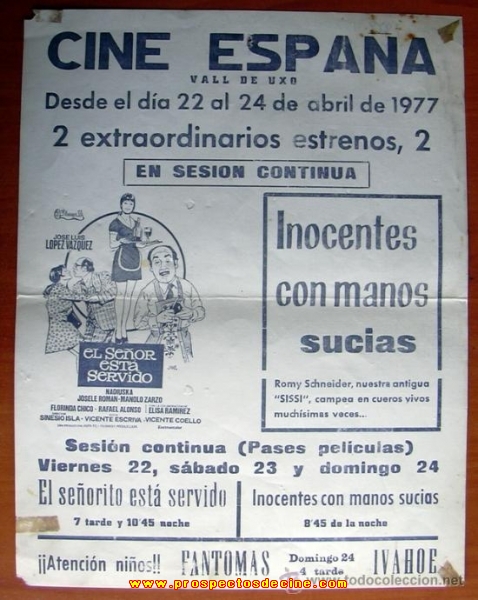 CINE ESPAÑA
VALL DE UXO
Desde el día 22 al 24 de abril de 1977
2 extraordinarios estrenos, 2
EN SESION CONTINUA
JOSE LUIS
LOPEZ VAZQUEZ
EL SEÑOR
ESTA
SERVIDO
NADIUSKA
JOSELE ROMAN-MANOLO ZARZO
FLORINDA CHICO - RAFAEL ALONSO
ELISA RAMIREZ
SINESIO ISLA - VICENTE ESCRIVA - VICENTE COELLO
Inocentes
con manos
sucias
Romy Schneider, nuestra antigua
"SISSI", campea en cueros vivos
muchísimas veces...
Sesión continua (Pases películas)
Viernes 22, sábado 23 y domingo 24
El señorito está servido
7 tarde y 10'45 noche
Inocentes con manos sucias
8'45 de la noche
¡¡Atención niños!! FANTOMAS Domingo 24 4 tarde IVAHOE
www.prospectosdecine.com
todocoleccion.net